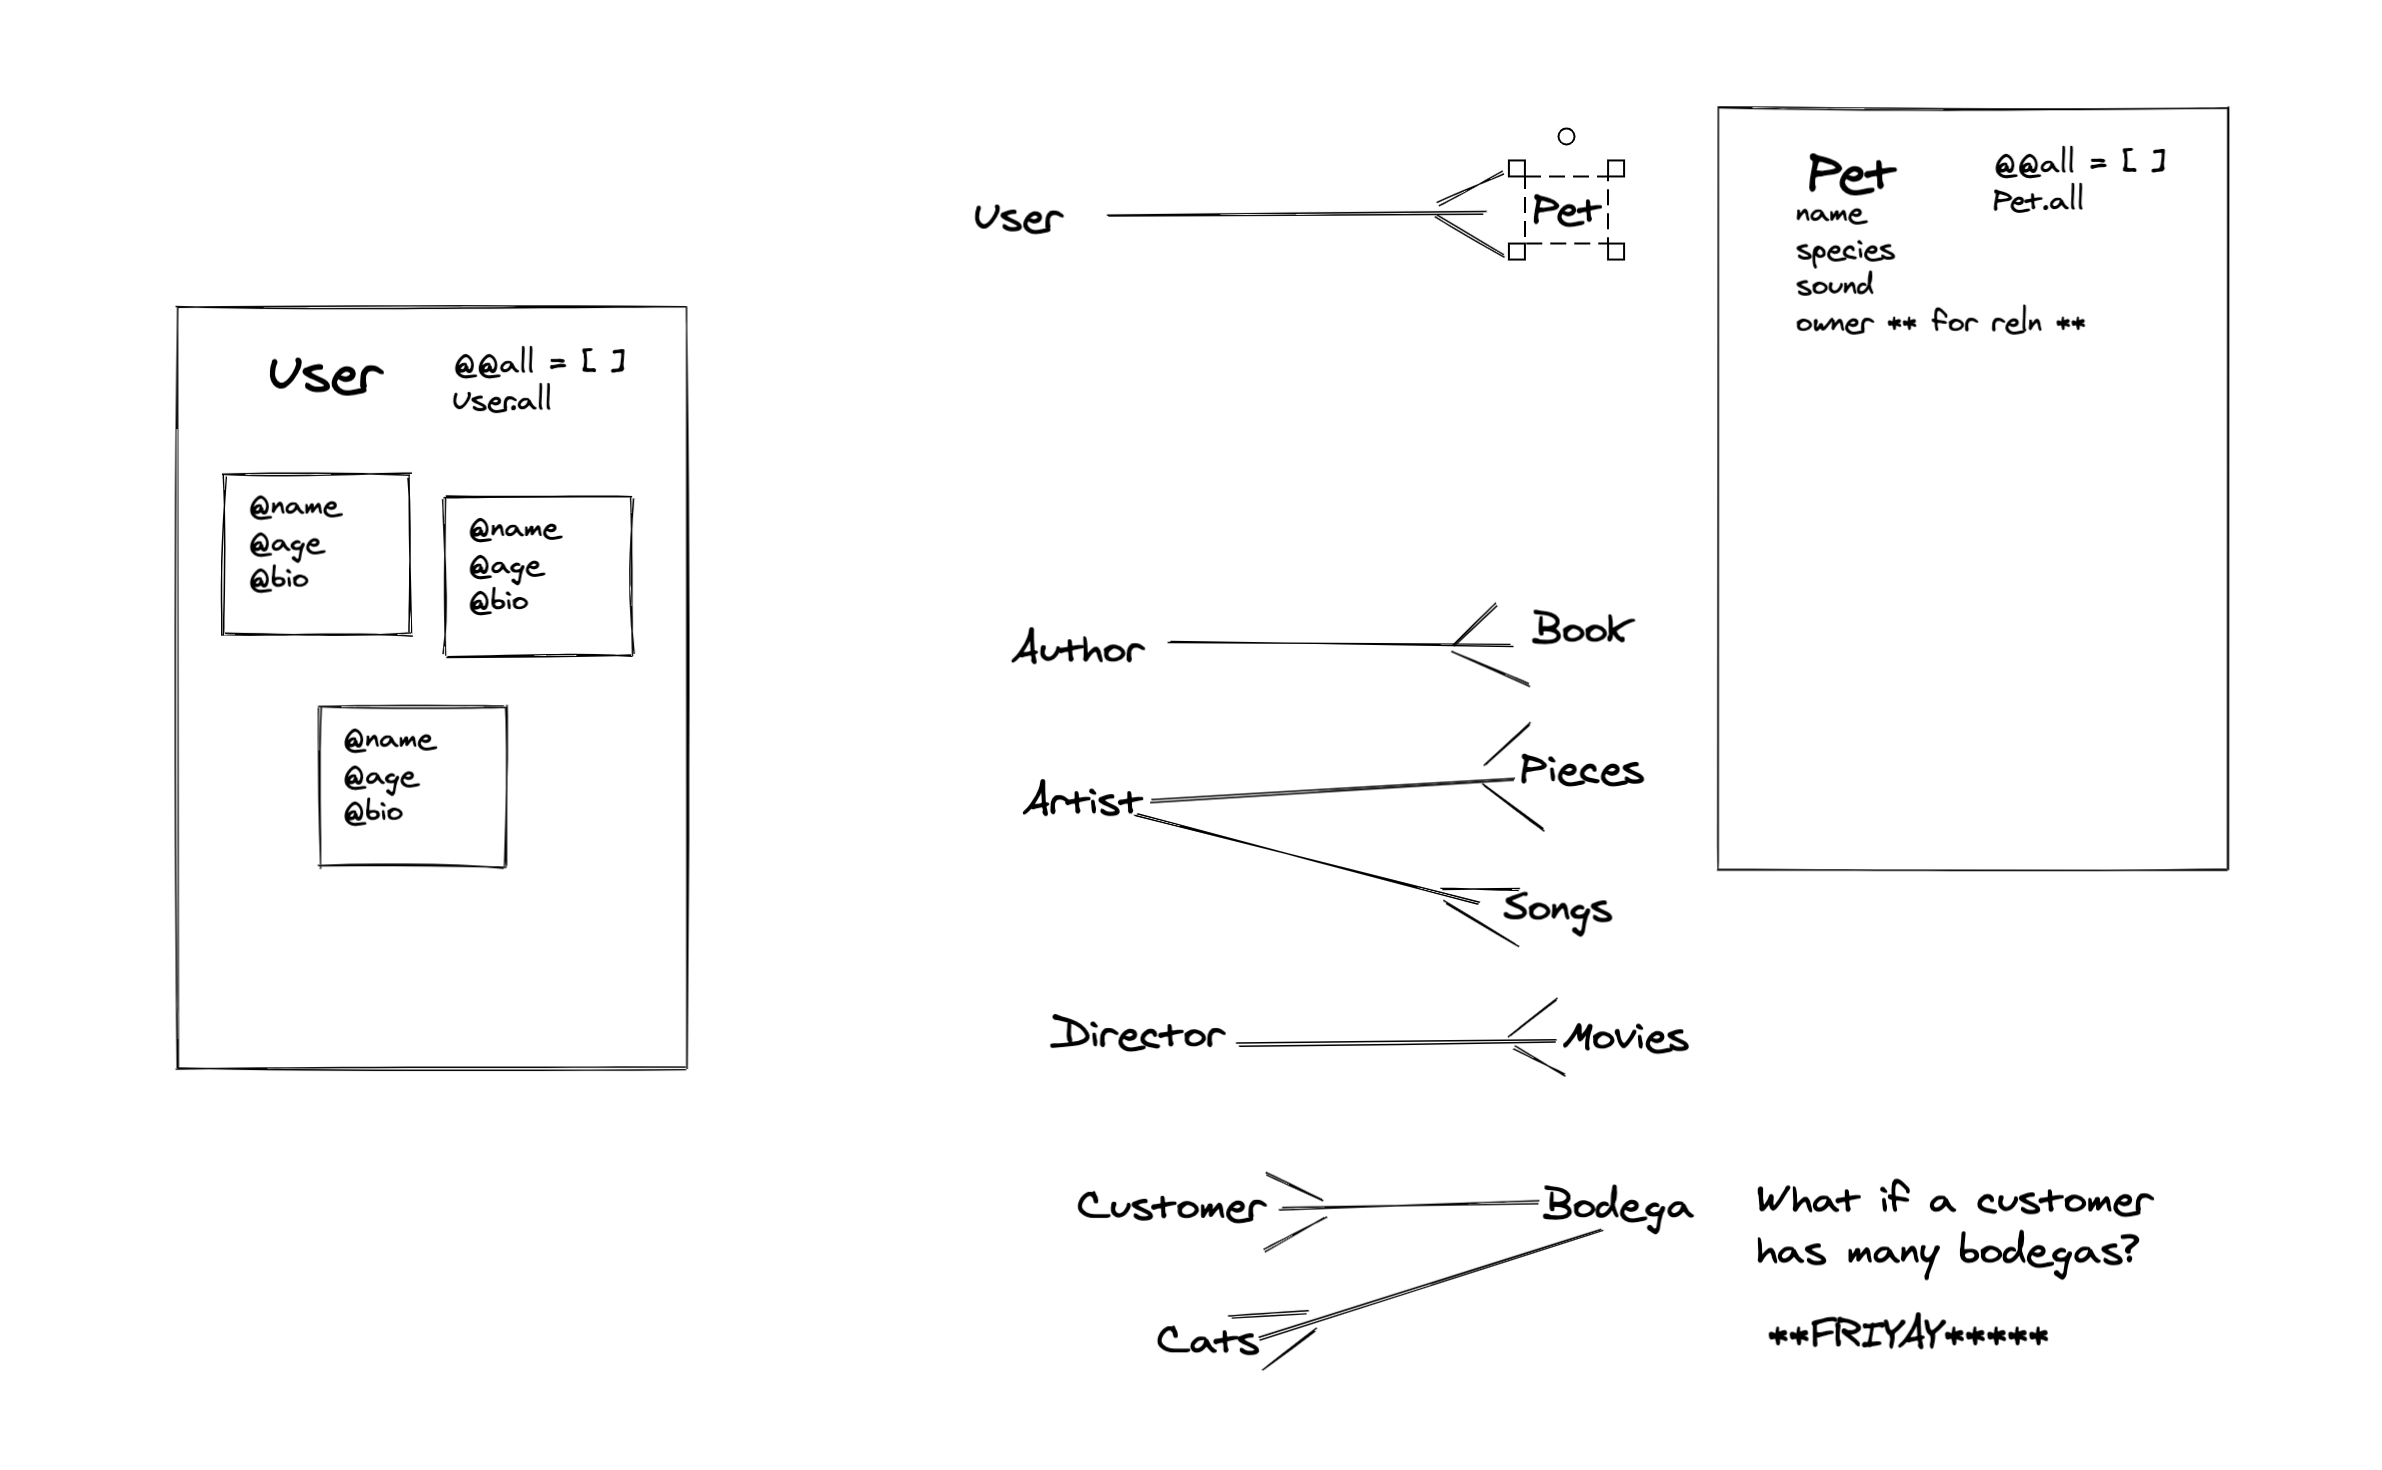 User
@@all = [ ]
User.all
@name
@age
@bio
@name
@age
@bio
@name
@age
@bio
User
Pet
Author
Book
Artist
Pieces
Songs
Director
Movies
Customer
Bodega
Cats
Pet
@@all = [ ]
Pet.all
name
species
sound
owner ** for reln **
What if a customer
has many bodegas?
**FRIYAY*****